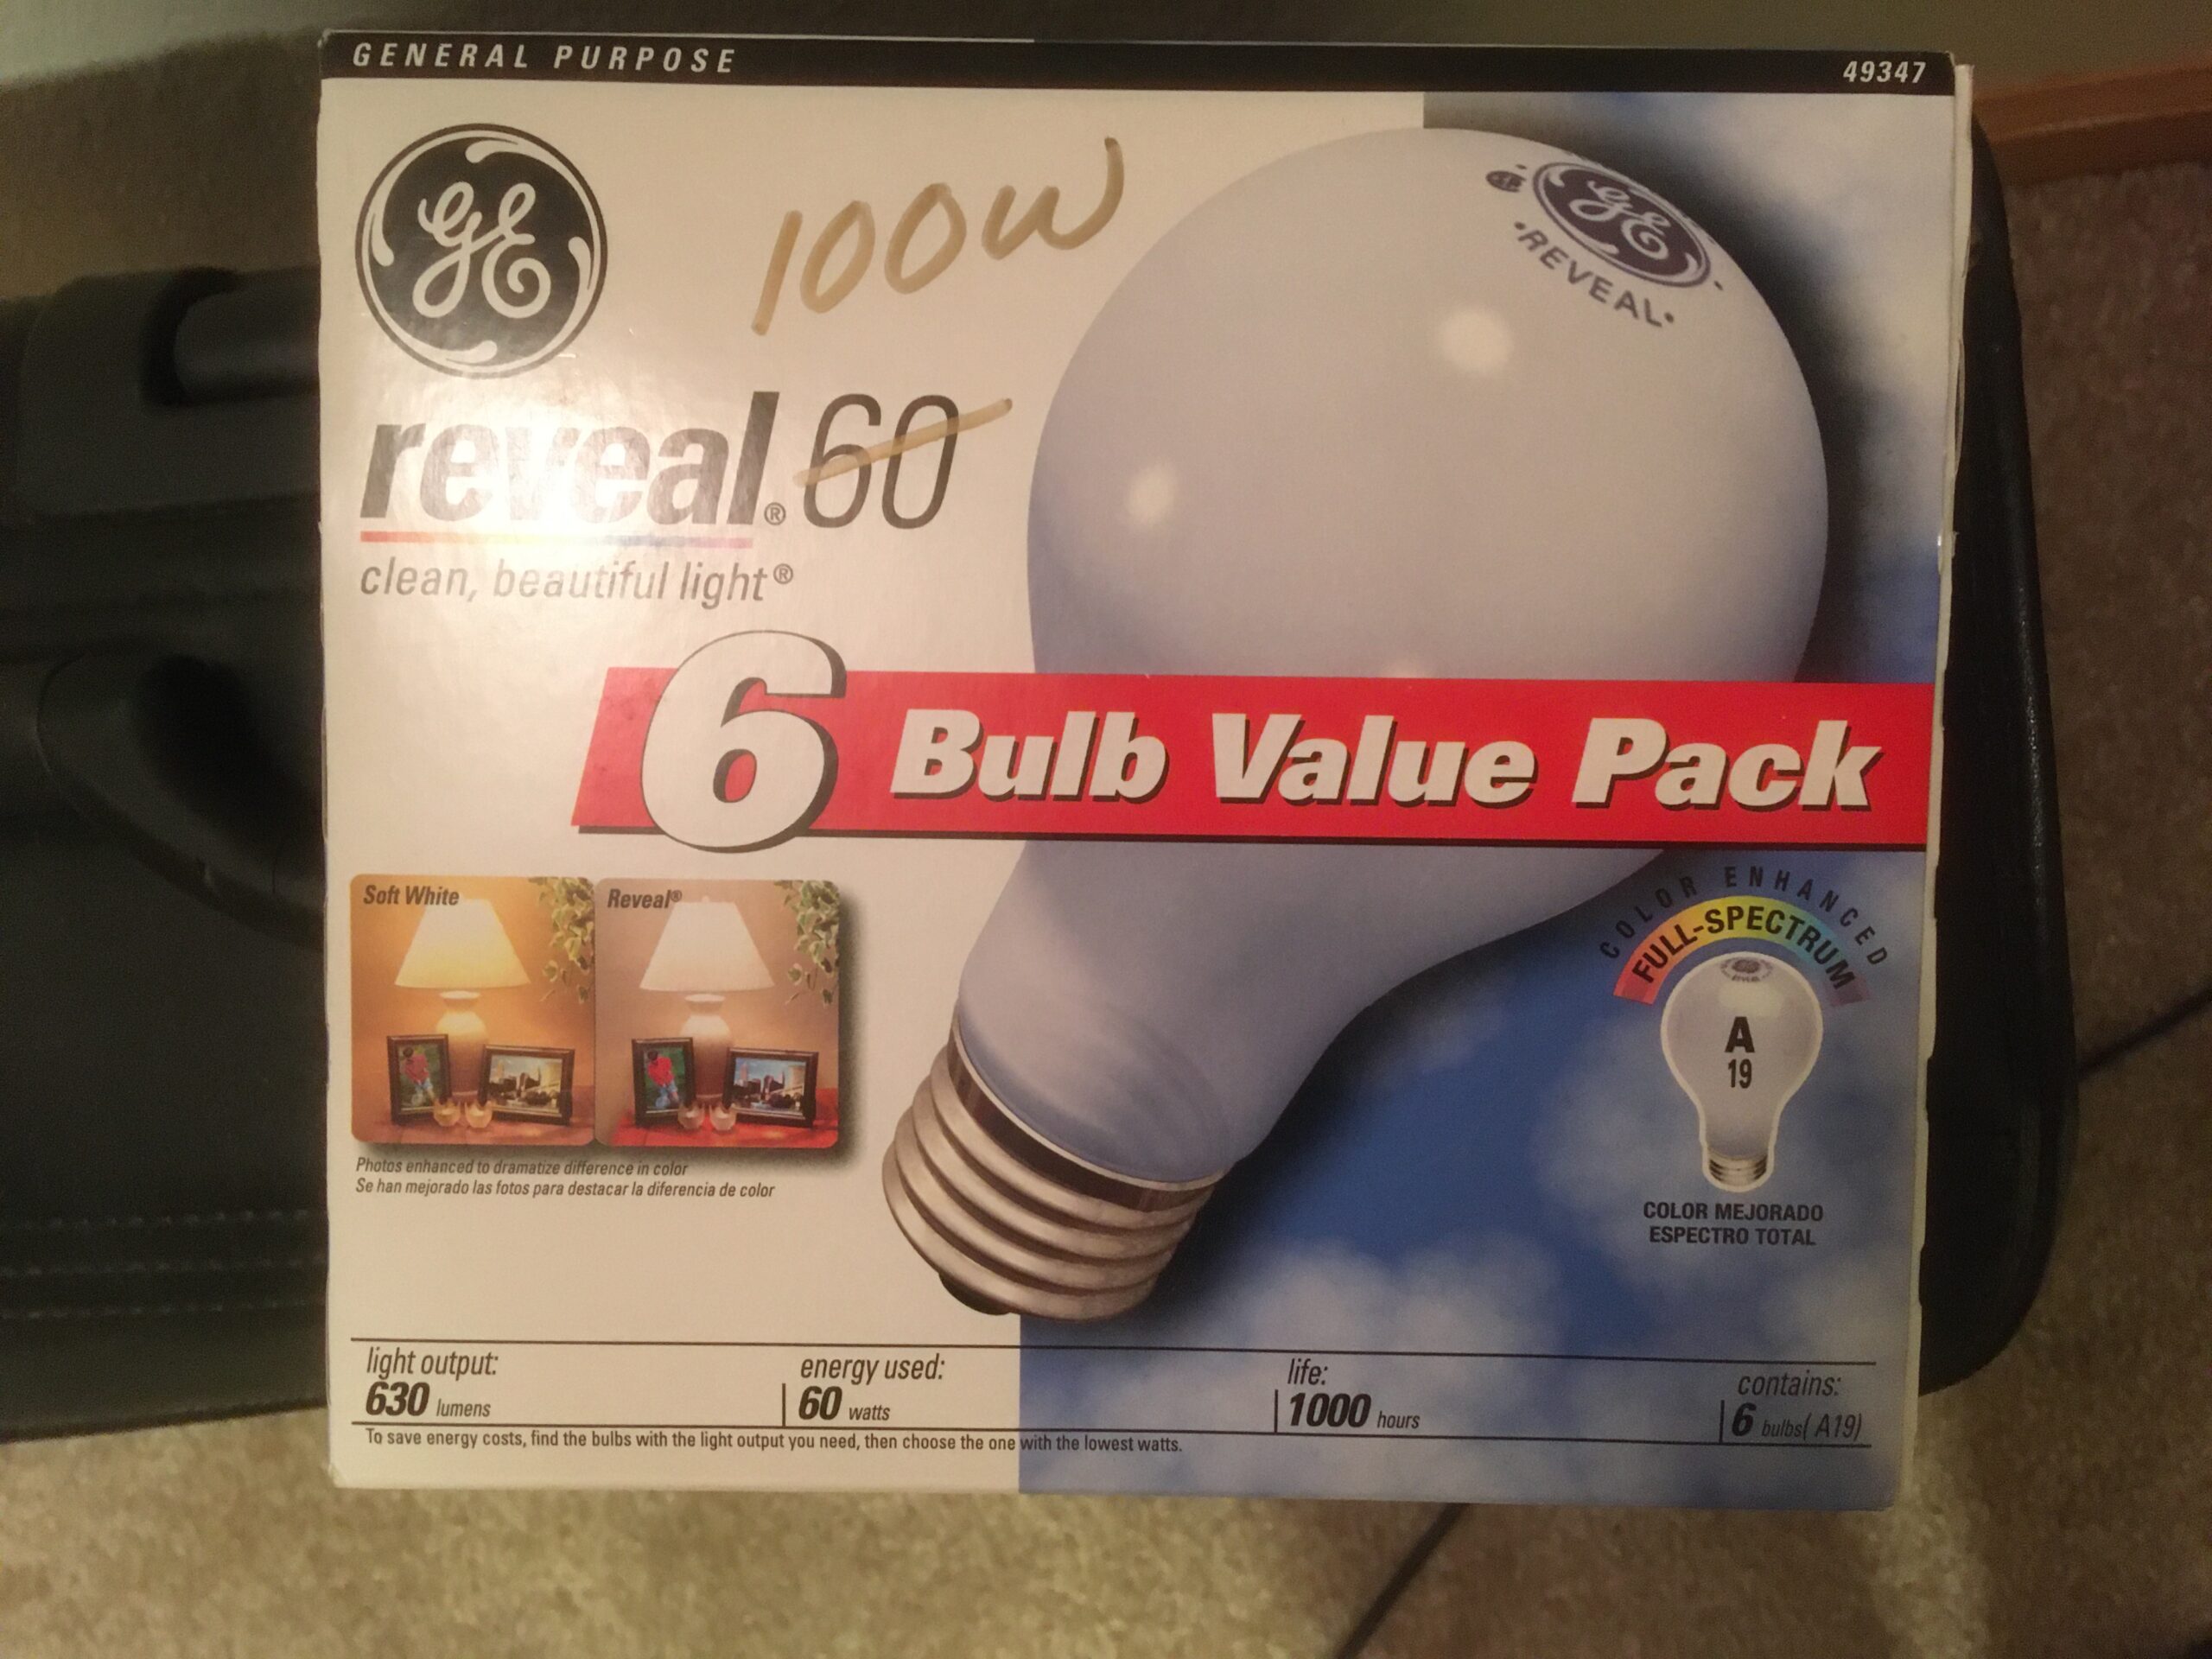 GENERAL PURPOSE
49347
GE
100W
GE
REVEAL
reveal® 60
clean, beautiful light®
6 Bulb Value Pack
Soft White
Reveal®
COLOR ENHANCED
FULL-SPECTRUM
A
19
Photos enhanced to dramatize difference in color
Se han mejorado las fotos para destacar la diferencia de color
COLOR MEJORADO
ESPECTRO TOTAL
light output:
630 lumens
energy used:
60 watts
life:
1000 hours
contains:
6 bulbs( A19)
To save energy costs, find the bulbs with the light output you need, then choose the one with the lowest watts.